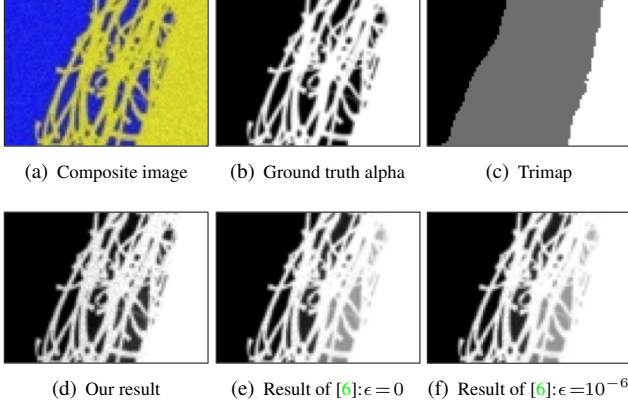 (a) Composite image (b) Ground truth alpha (c) Trimap
(d) Our result (e) Result of [6]:ϵ=0 (f) Result of [6]:ϵ=10⁻⁶